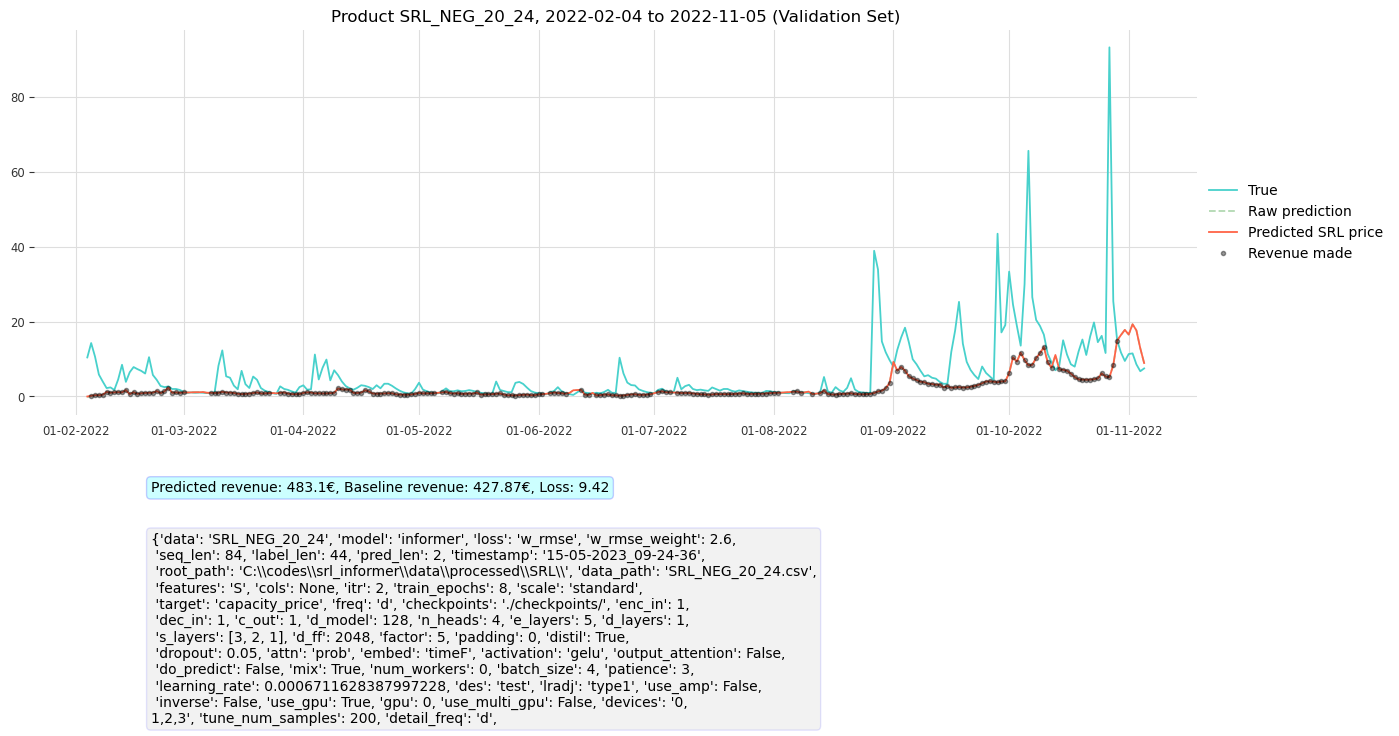 Product SRL_NEG_20_24, 2022-02-04 to 2022-11-05 (Validation Set)
80
60
40
20
0
01-02-2022 01-03-2022 01-04-2022 01-05-2022 01-06-2022 01-07-2022 01-08-2022 01-09-2022 01-10-2022 01-11-2022
True
Raw prediction
Predicted SRL price
Revenue made
Predicted revenue: 483.1€, Baseline revenue: 427.87€, Loss: 9.42
{'data': 'SRL_NEG_20_24', 'model': 'informer', 'loss': 'w_rmse', 'w_rmse_weight': 2.6,
'seq_len': 84, 'label_len': 44, 'pred_len': 2, 'timestamp': '15-05-2023_09-24-36',
'root_path': 'C:\\codes\\srl_informer\\data\\processed\\SRL\\', 'data_path': 'SRL_NEG_20_24.csv',
'features': 'S', 'cols': None, 'itr': 2, 'train_epochs': 8, 'scale': 'standard',
'target': 'capacity_price', 'freq': 'd', 'checkpoints': './checkpoints/', 'enc_in': 1,
'dec_in': 1, 'c_out': 1, 'd_model': 128, 'n_heads': 4, 'e_layers': 5, 'd_layers': 1,
's_layers': [3, 2, 1], 'd_ff': 2048, 'factor': 5, 'padding': 0, 'distil': True,
'dropout': 0.05, 'attn': 'prob', 'embed': 'timeF', 'activation': 'gelu', 'output_attention': False,
'do_predict': False, 'mix': True, 'num_workers': 0, 'batch_size': 4, 'patience': 3,
'learning_rate': 0.0006711628387997228, 'des': 'test', 'lradj': 'type1', 'use_amp': False,
'inverse': False, 'use_gpu': True, 'gpu': 0, 'use_multi_gpu': False, 'devices': '0,
1,2,3', 'tune_num_samples': 200, 'detail_freq': 'd',